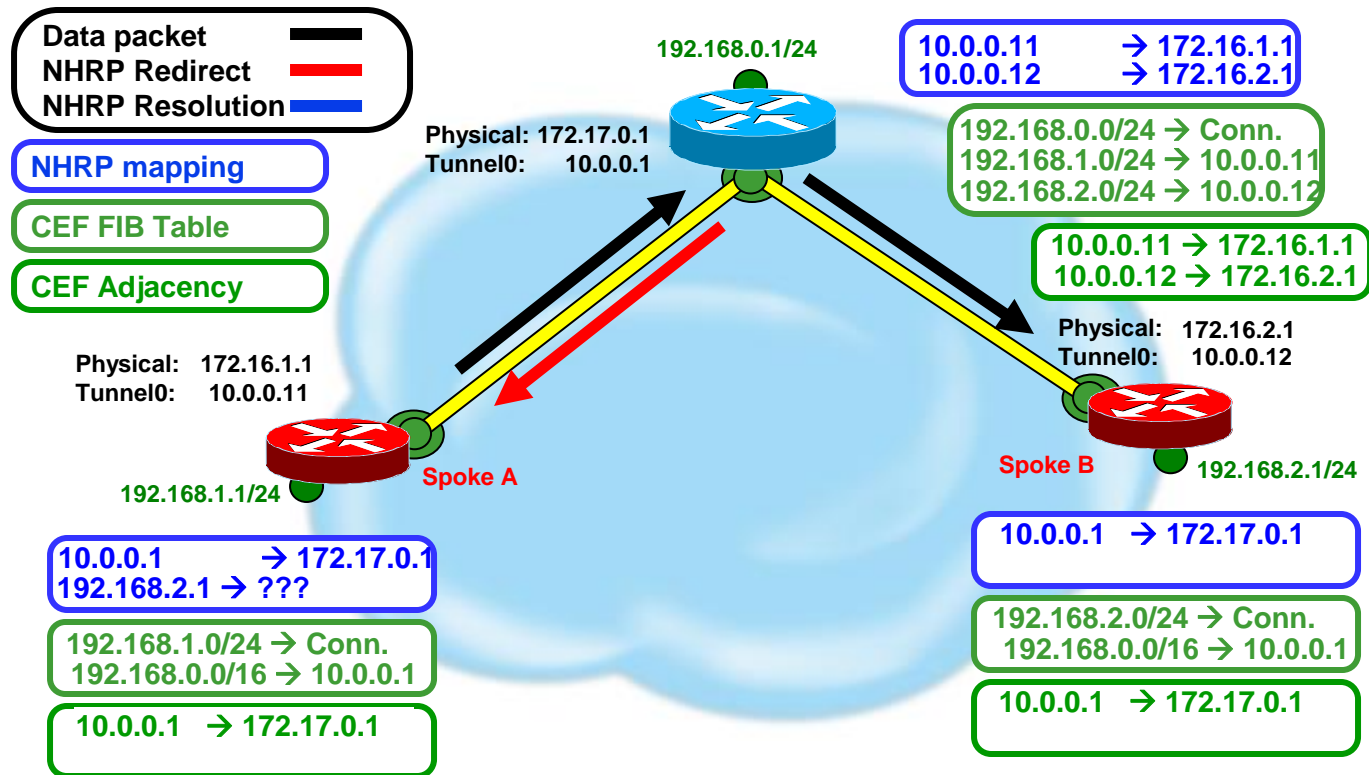 Data packet
NHRP Redirect
NHRP Resolution
NHRP mapping
CEF FIB Table
CEF Adjacency
192.168.0.1/24
Physical: 172.17.0.1
Tunnel0: 10.0.0.1
10.0.0.11 → 172.16.1.1
10.0.0.12 → 172.16.2.1
192.168.0.0/24 → Conn.
192.168.1.0/24 → 10.0.0.11
192.168.2.0/24 → 10.0.0.12
10.0.0.11 → 172.16.1.1
10.0.0.12 → 172.16.2.1
Physical: 172.16.2.1
Tunnel0: 10.0.0.12
Physical: 172.16.1.1
Tunnel0: 10.0.0.11
Spoke A
192.168.1.1/24
Spoke B
192.168.2.1/24
10.0.0.1 → 172.17.0.1
192.168.2.1 → ???
192.168.1.0/24 → Conn.
192.168.0.0/16 → 10.0.0.1
10.0.0.1 → 172.17.0.1
10.0.0.1 → 172.17.0.1
192.168.2.0/24 → Conn.
192.168.0.0/16 → 10.0.0.1
10.0.0.1 → 172.17.0.1